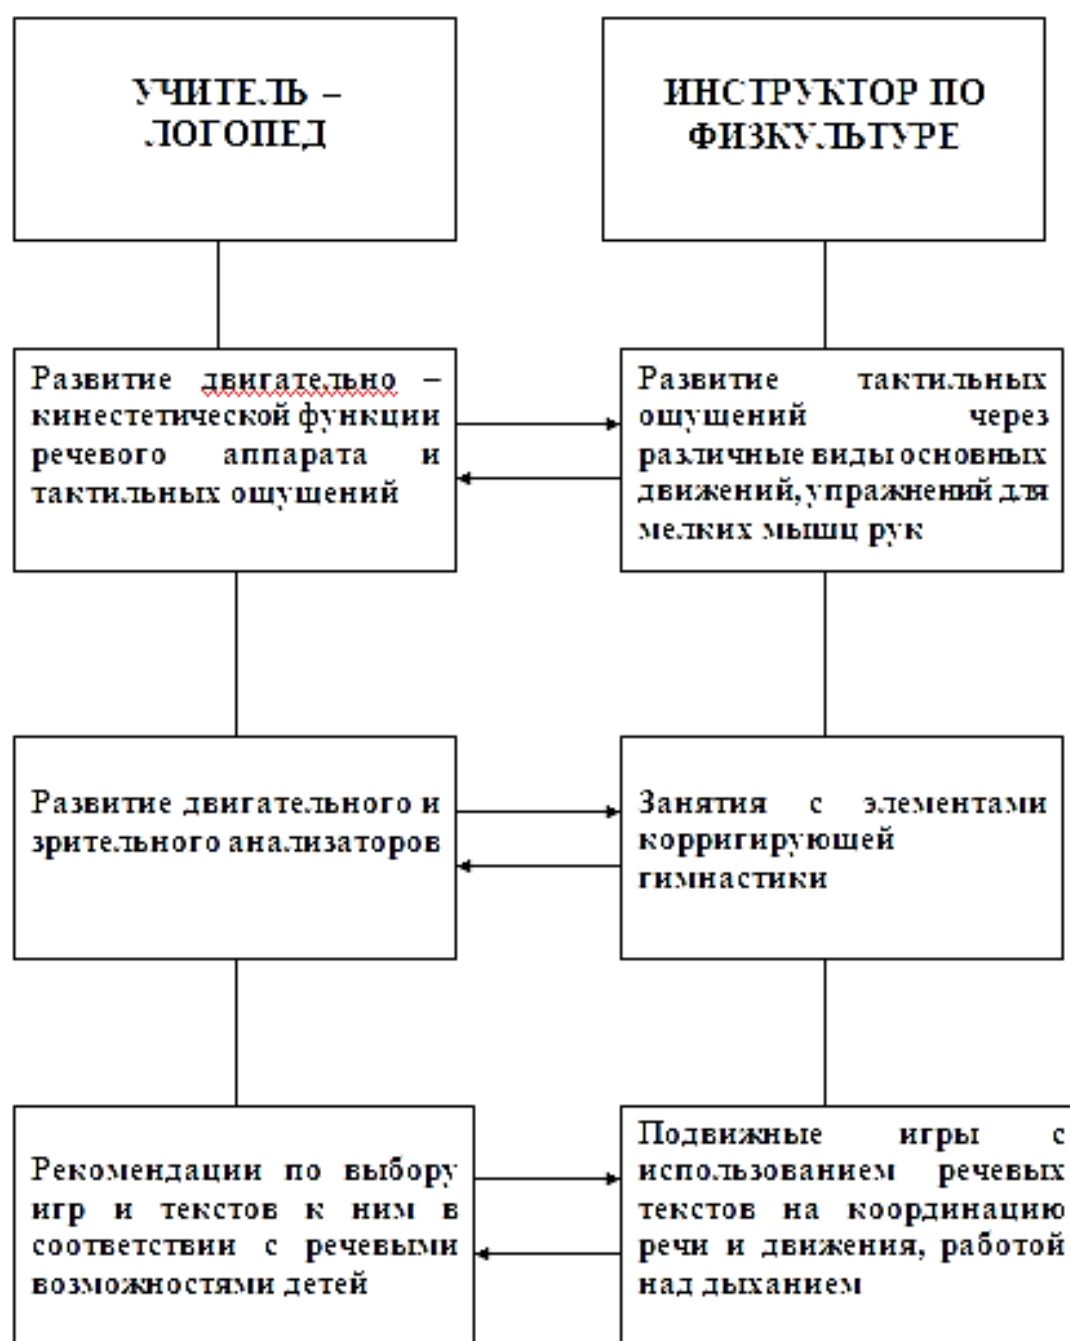 УЧИТЕЛЬ –
ЛОГОПЕД
ИНСТРУКТОР ПО
ФИЗКУЛЬТУРЕ
Развитие двигательно –
кинестетической функции
речевого аппарата и
тактильных ощущений
Развитие тактильных
ощущений через
различные виды основных
движений, упражнений для
мелких мышц рук
Развитие двигательного и
зрительного анализаторов
Занятия с элементами
корригирующей
гимнастики
Рекомендации по выбору
игр и текстов к ним в
соответствии с речевыми
возможностями детей
Подвижные игры с
использованием речевых
текстов на координацию
речи и движения, работой
над дыханием